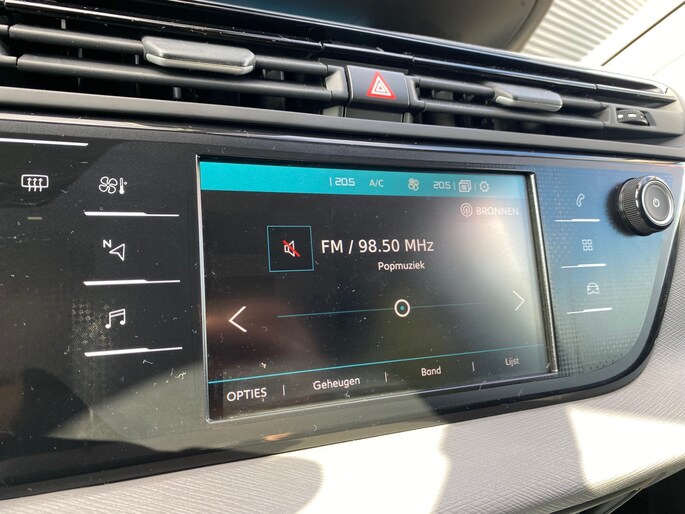 20.5 A/C 20.5
BRONNEN
FM / 98.50 MHz
Popmuziek
OPTIES Geheugen Band Lijst
N